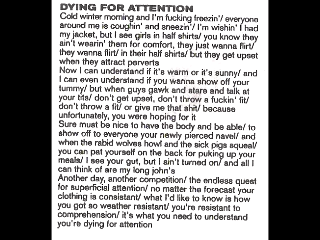 DYING FOR ATTENTION
Cold winter morning and I'm fucking freezin'/ everyone
around me is coughin' and sneezin'/ I'm wishin' I had
my jacket, but I see girls in half shirts/ you know they
ain't wearin' them for comfort, they just wanna flirt/
they wanna flirt/ in their half shirts/ but they get upset
when they attract perverts
Now I can understand if it's warm or it's sunny/ and
I can even understand if you wanna show off your
tummy/ but when guys gawk and stare and talk at
your tits/ don't get upset, don't throw a fuckin' fit/
don't throw a fit/ or give me that shit/ because
unfortunately, you were hoping for it
Sure must be nice to have the body and be able/ to
show off to everyone your newly pierced navel/ and
when the rabid wolves howl and the sick pigs squeal/
you can pat yourself on the back for puking up your
meals/ I see your gut, but I ain't turned on/ and all I
can think of are my long john's
Another day, another competition/ the endless quest
for superficial attention/ no matter the forecast your
clothing is constant/ what I'd like to know is how
you got so weather resistant/ you're resistant to
comprehension/ it's what you need to understand
you're dying for attention